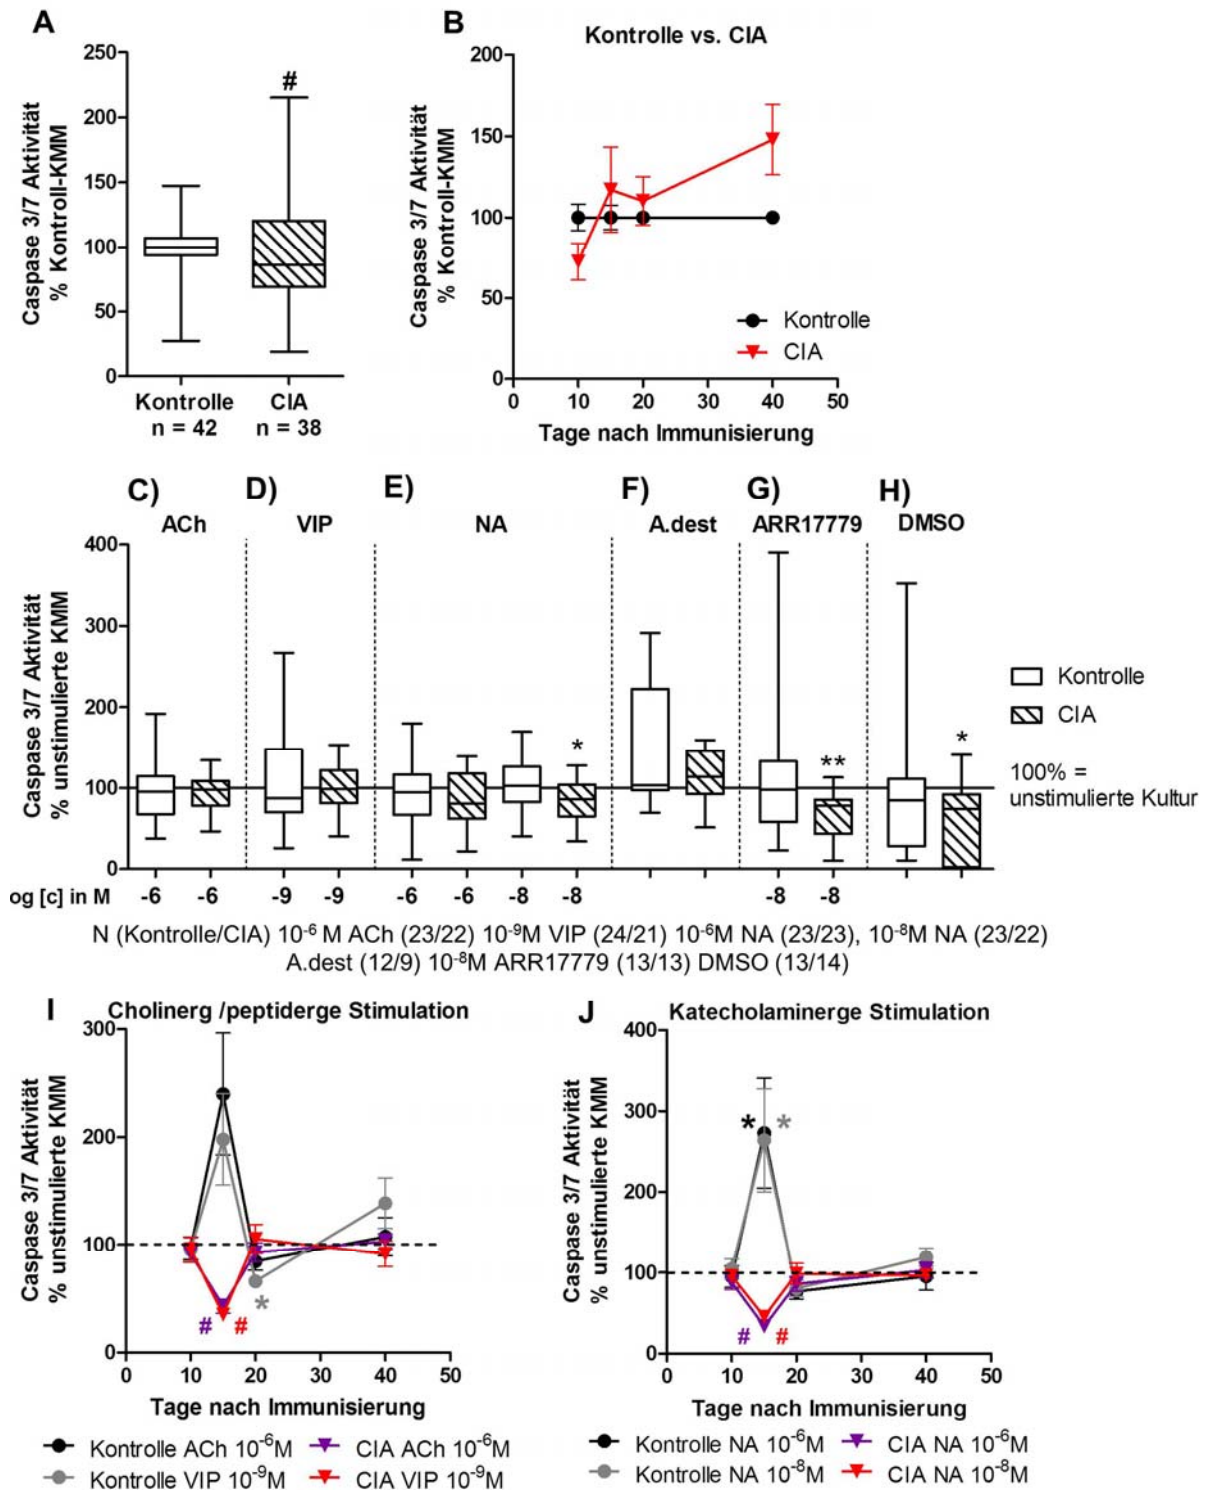 A
Caspase 3/7 Aktivität
% Kontroll-KMM
250
200
150
100
50
0
#
Kontrolle
n = 42
CIA
n = 38
B
Kontrolle vs. CIA
Caspase 3/7 Aktivität
% Kontroll-KMM
200
150
100
50
0
Kontrolle
CIA
0 10 20 30 40 50
Tage nach Immunisierung
C) D) E) F) G) H)
ACh VIP NA A.dest ARR17779 DMSO
Caspase 3/7 Aktivität
% unstimulierte KMM
400
300
200
100
0
* ** *
Kontrolle
CIA
100% =
unstimulierte Kultur
og [c] in M -6 -6 -9 -9 -6 -6 -8 -8 -8 -8
N (Kontrolle/CIA) 10⁻⁶ M ACh (23/22) 10⁻⁹M VIP (24/21) 10⁻⁶M NA (23/23), 10⁻⁸M NA (23/22)
A.dest (12/9) 10⁻⁸M ARR17779 (13/13) DMSO (13/14)
I
Cholinerg /peptiderge Stimulation
Caspase 3/7 Aktivität
% unstimulierte KMM
300
200
100
0
*
# #
0 10 20 30 40 50
Tage nach Immunisierung
Kontrolle ACh 10⁻⁶M CIA ACh 10⁻⁶M
Kontrolle VIP 10⁻⁹M CIA VIP 10⁻⁹M
J
Katecholaminerge Stimulation
Caspase 3/7 Aktivität
% unstimulierte KMM
400
300
200
100
0
* *
# #
0 10 20 30 40 50
Tage nach Immunisierung
Kontrolle NA 10⁻⁶M CIA NA 10⁻⁶M
Kontrolle NA 10⁻⁸M CIA NA 10⁻⁸M